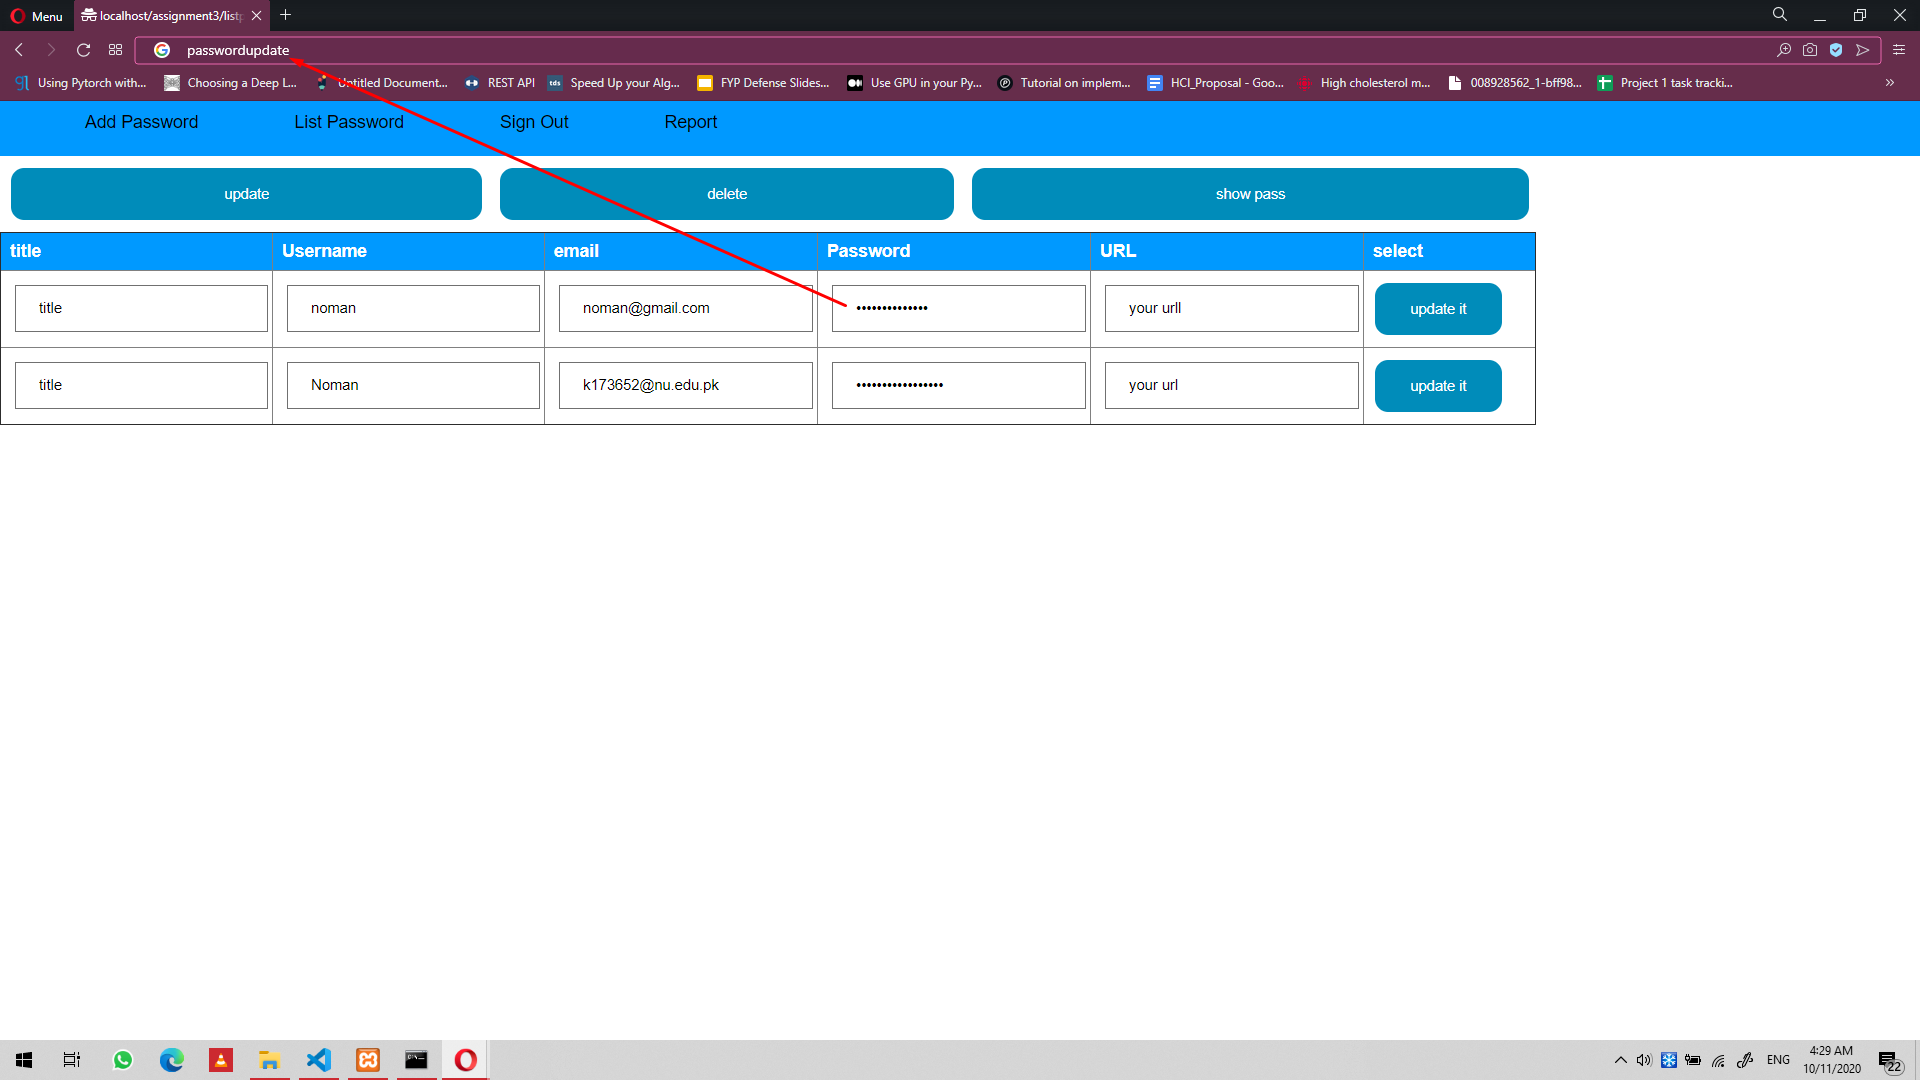 Menu
localhost/assignment3/listp
passwordupdate
Using Pytorch with...
Choosing a Deep L...
Untitled Document...
REST API
tds
Speed Up your Alg...
FYP Defense Slides...
Use GPU in your Py...
Tutorial on implem...
HCI_Proposal - Goo...
High cholesterol m...
008928562_1-bff98...
Project 1 task tracki...
»
Add Password
List Password
Sign Out
Report
update
delete
show pass
title
Username
email
Password
URL
select
title
noman
noman@gmail.com
••••••••••••••
your urll
update it
title
Noman
k173652@nu.edu.pk
•••••••••••••••••
your url
update it
ENG
4:29 AM
10/11/2020
22